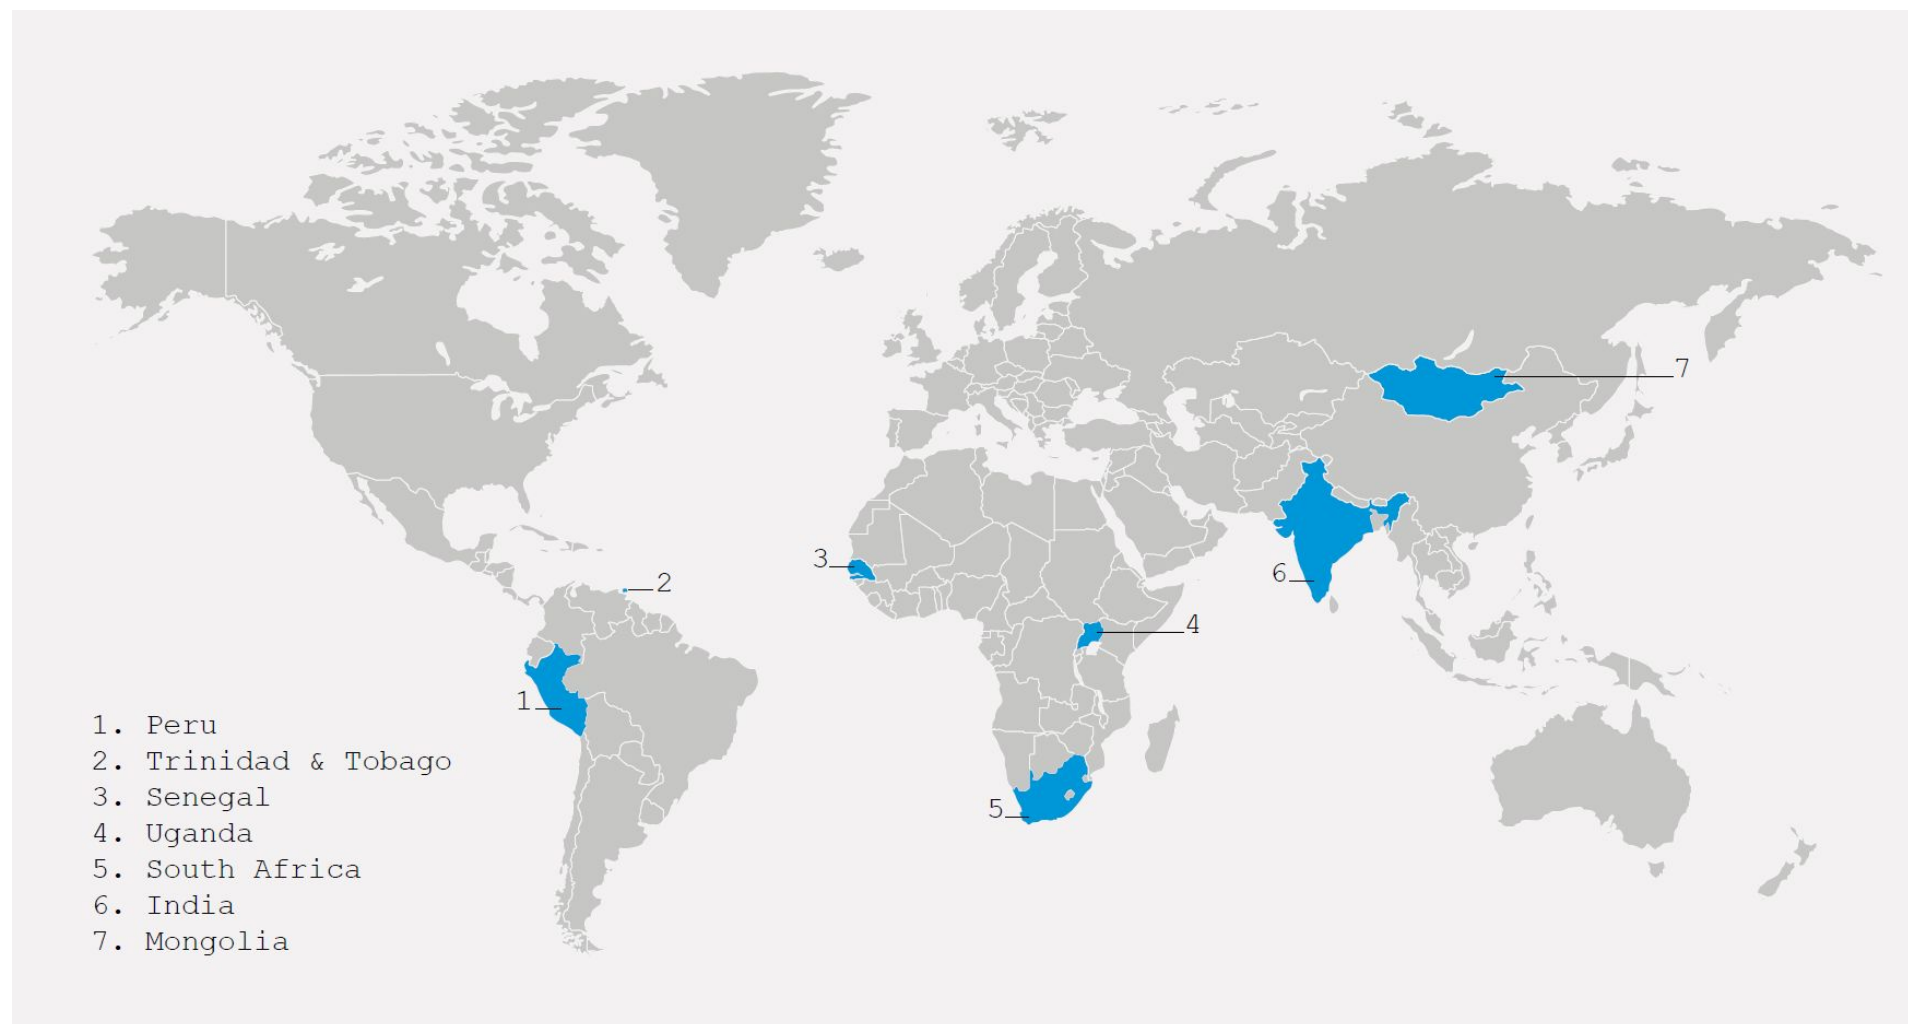 7
3
2
6
4
1
5
1. Peru
2. Trinidad & Tobago
3. Senegal
4. Uganda
5. South Africa
6. India
7. Mongolia